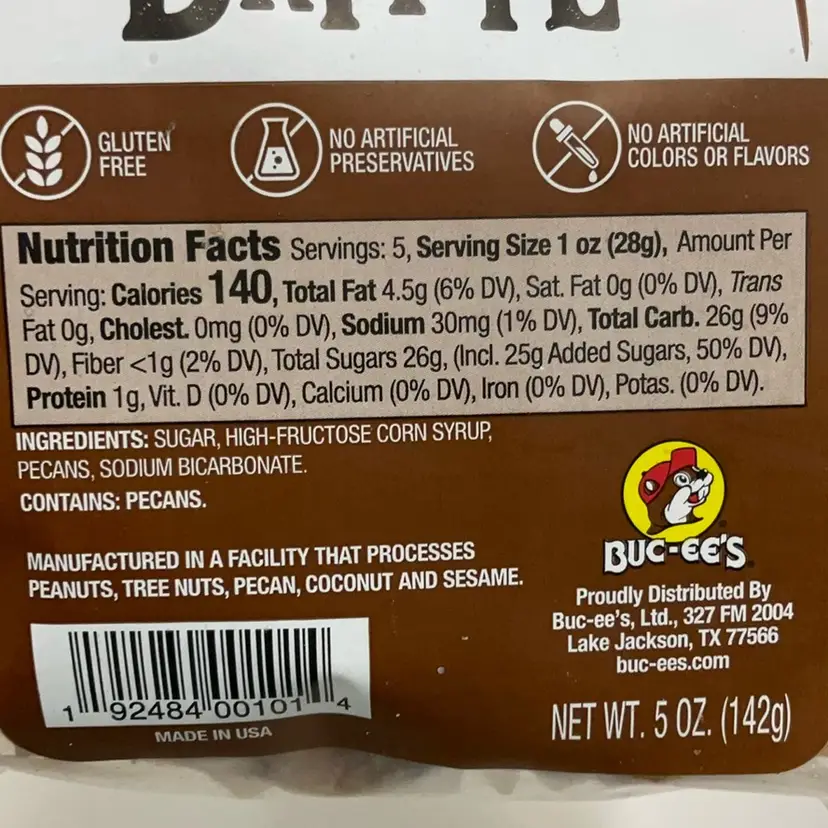 GLUTEN
FREE
NO ARTIFICIAL
PRESERVATIVES
NO ARTIFICIAL
COLORS OR FLAVORS
Nutrition Facts Servings: 5, Serving Size 1 oz (28g), Amount Per
Serving: Calories 140, Total Fat 4.5g (6% DV), Sat. Fat 0g (0% DV), Trans
Fat 0g, Cholest. 0mg (0% DV), Sodium 30mg (1% DV), Total Carb. 26g (9%
DV), Fiber <1g (2% DV), Total Sugars 26g, (Incl. 25g Added Sugars, 50% DV),
Protein 1g, Vit. D (0% DV), Calcium (0% DV), Iron (0% DV), Potas. (0% DV).
INGREDIENTS: SUGAR, HIGH-FRUCTOSE CORN SYRUP,
PECANS, SODIUM BICARBONATE.
CONTAINS: PECANS.
MANUFACTURED IN A FACILITY THAT PROCESSES
PEANUTS, TREE NUTS, PECAN, COCONUT AND SESAME.
1 92484 00101 4
MADE IN USA
BUC-EE'S
Proudly Distributed By
Buc-ee's, Ltd., 327 FM 2004
Lake Jackson, TX 77566
buc-ees.com
NET WT. 5 OZ. (142g)